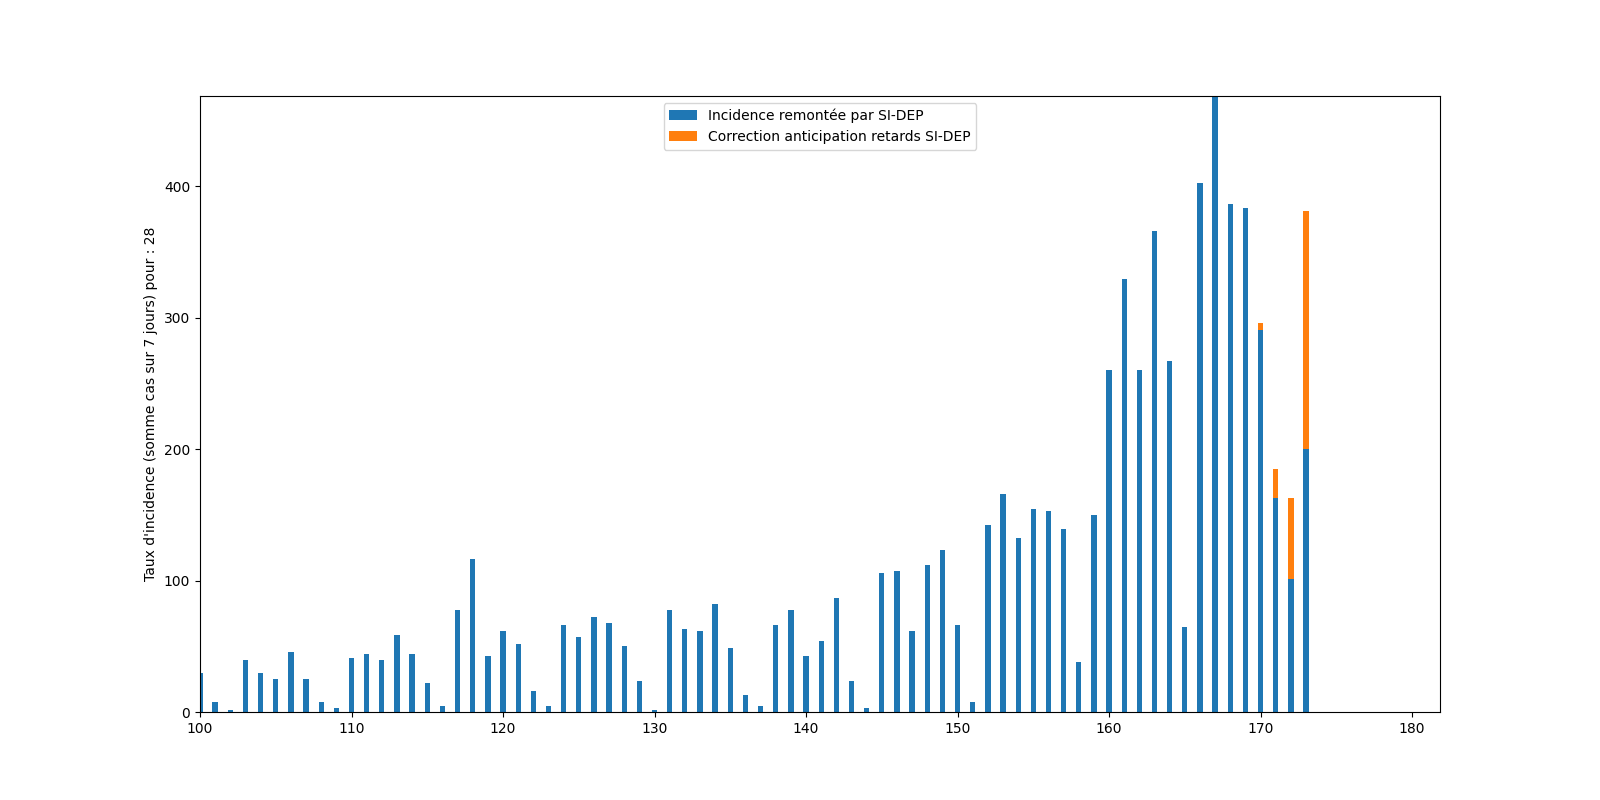 Incidence remontée par SI-DEP
Correction anticipation retards SI-DEP
Taux d'incidence (somme cas sur 7 jours) pour : 28
400
300
200
100
0
100 110 120 130 140 150 160 170 180